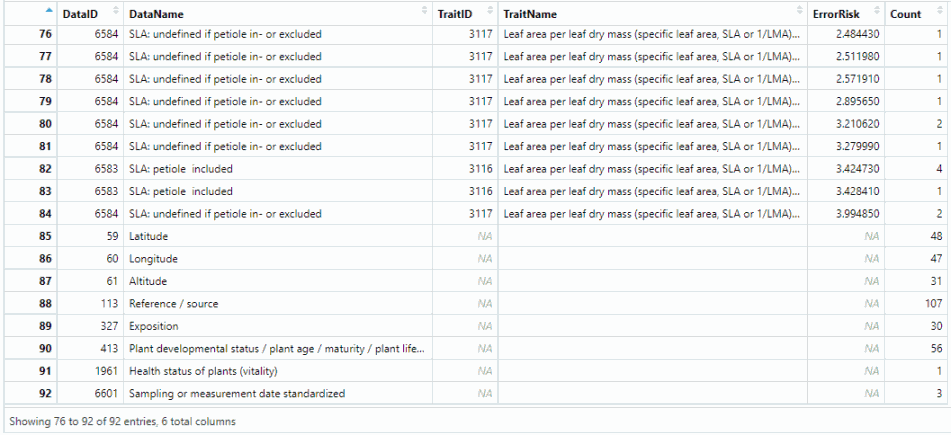 DataID DataName TraitID TraitName ErrorRisk Count
76 6584 SLA: undefined if petiole in- or excluded 3117 Leaf area per leaf dry mass (specific leaf area, SLA or 1/LMA)... 2.484430 1
77 6584 SLA: undefined if petiole in- or excluded 3117 Leaf area per leaf dry mass (specific leaf area, SLA or 1/LMA)... 2.511980 1
78 6584 SLA: undefined if petiole in- or excluded 3117 Leaf area per leaf dry mass (specific leaf area, SLA or 1/LMA)... 2.571910 1
79 6584 SLA: undefined if petiole in- or excluded 3117 Leaf area per leaf dry mass (specific leaf area, SLA or 1/LMA)... 2.895650 1
80 6584 SLA: undefined if petiole in- or excluded 3117 Leaf area per leaf dry mass (specific leaf area, SLA or 1/LMA)... 3.210620 2
81 6584 SLA: undefined if petiole in- or excluded 3117 Leaf area per leaf dry mass (specific leaf area, SLA or 1/LMA)... 3.279990 1
82 6583 SLA: petiole included 3116 Leaf area per leaf dry mass (specific leaf area, SLA or 1/LMA)... 3.424730 4
83 6583 SLA: petiole included 3116 Leaf area per leaf dry mass (specific leaf area, SLA or 1/LMA)... 3.428410 1
84 6584 SLA: undefined if petiole in- or excluded 3117 Leaf area per leaf dry mass (specific leaf area, SLA or 1/LMA)... 3.994850 2
85 59 Latitude NA NA 48
86 60 Longitude NA NA 47
87 61 Altitude NA NA 31
88 113 Reference / source NA NA 107
89 327 Exposition NA NA 30
90 413 Plant developmental status / plant age / maturity / plant life... NA NA 56
91 1961 Health status of plants (vitality) NA NA 1
92 6601 Sampling or measurement date standardized NA NA 3
Showing 76 to 92 of 92 entries, 6 total columns